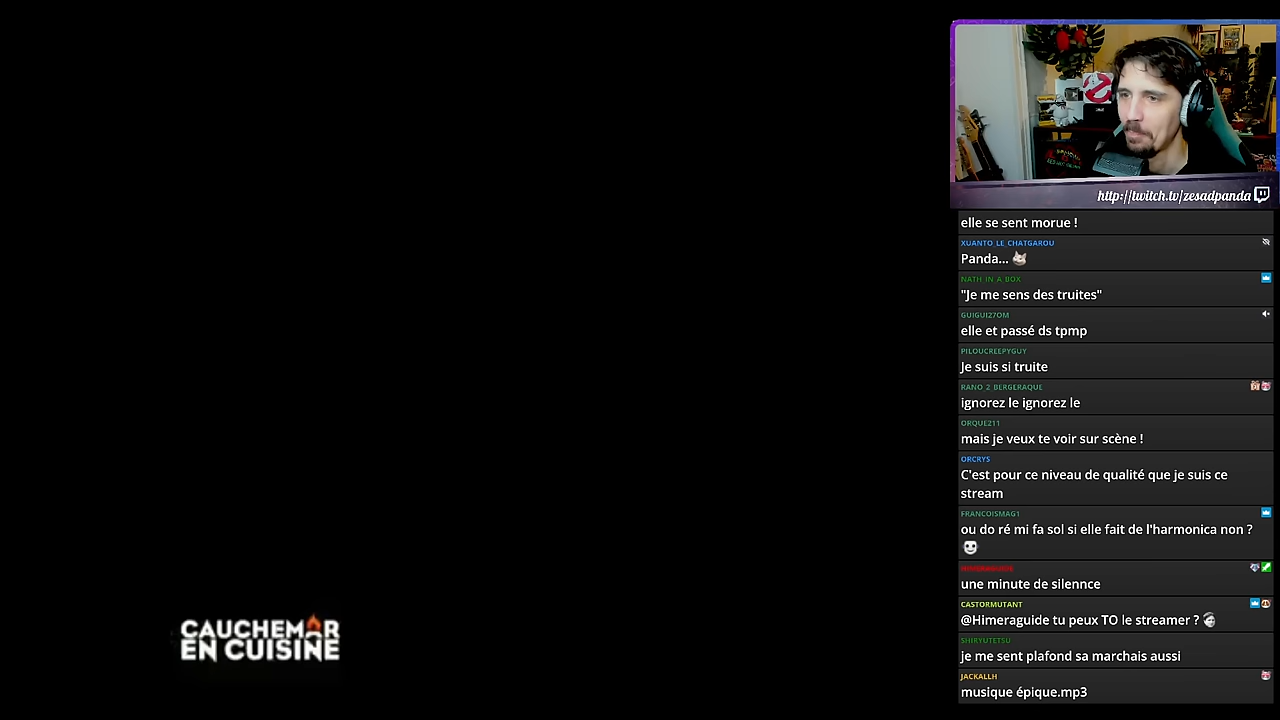 http://twitch.tv/zesadpanda
elle se sent morue !
XUANTO_LE_CHATGAROU
Panda...
NATH_IN_A_BOX
"Je me sens des truites"
GUIGUI27OM
elle et passé ds tpmp
PILOUCREEPYGUY
Je suis si truite
RANO_2_BERGERAQUE
ignorez le ignorez le
ORQUE211
mais je veux te voir sur scène !
ORCRYS
C'est pour ce niveau de qualité que je suis ce
stream
FRANCOISMAG1
ou do ré mi fa sol si elle fait de l'harmonica non ?
une minute de silennce
CASTORMUTANT
@Himeraguide tu peux TO le streamer ?
SHIRYUTETSU
je me sent plafond sa marchais aussi
JACKALLH
musique épique.mp3
CAUCHEMAR
EN CUISINE